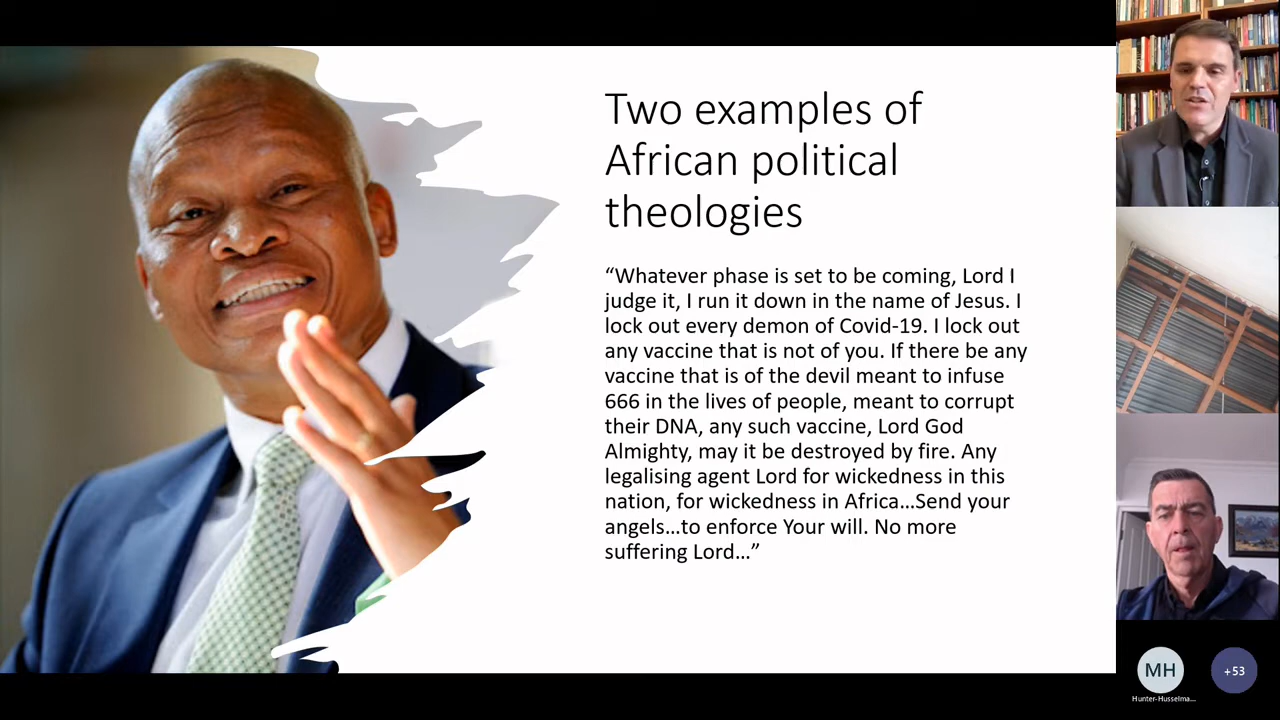 Two examples of
African political
theologies
“Whatever phase is set to be coming, Lord I
judge it, I run it down in the name of Jesus. I
lock out every demon of Covid-19. I lock out
any vaccine that is not of you. If there be any
vaccine that is of the devil meant to infuse
666 in the lives of people, meant to corrupt
their DNA, any such vaccine, Lord God
Almighty, may it be destroyed by fire. Any
legalising agent Lord for wickedness in this
nation, for wickedness in Africa…Send your
angels…to enforce Your will. No more
suffering Lord…”
MH
+53
Hunter-Husselma...